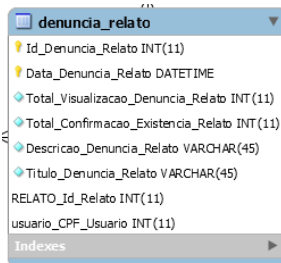 denuncia_relato
Id_Denuncia_Relato INT(11)
Data_Denuncia_Relato DATETIME
Total_Visualizacao_Denuncia_Relato INT(11)
Total_Confirmacao_Existencia_Relato INT(11)
Descricao_Denuncia_Relato VARCHAR(45)
Titulo_Denuncia_Relato VARCHAR(45)
RELATO_Id_Relato INT(11)
usuario_CPF_Usuario INT(11)
Indexes